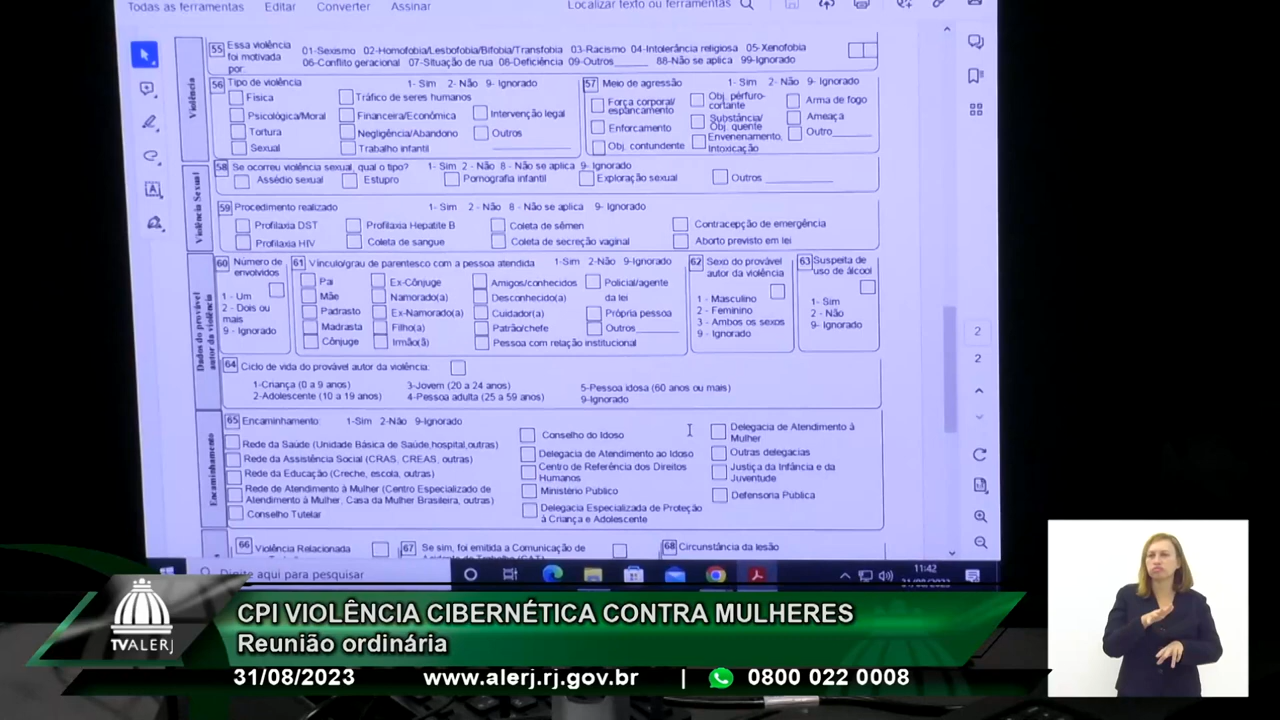 Todas as ferramentas Editar Converter Assinar Localizar texto ou ferramentas
Violência
55 Essa violência foi motivada por:
01-Sexismo 02-Homofobia/Lesbofobia/Bifobia/Transfobia 03-Racismo 04-Intolerância religiosa 05-Xenofobia
06-Conflito geracional 07-Situação de rua 08-Deficiência 09-Outros 88-Não se aplica 99-Ignorado
56 Tipo de violência 1- Sim 2- Não 9- Ignorado
Física
Psicológica/Moral
Tortura
Sexual
Tráfico de seres humanos
Financeira/Econômica
Negligência/Abandono
Trabalho infantil
Intervenção legal
Outros
57 Meio de agressão 1- Sim 2- Não 9- Ignorado
Força corporal/
espancamento
Enforcamento
Obj. contundente
Obj. pérfuro-
cortante
Substância/
Obj. quente
Envenenamento,
Intoxicação
Arma de fogo
Ameaça
Outro
Violência Sexual
58 Se ocorreu violência sexual, qual o tipo? 1- Sim 2 - Não 8 - Não se aplica 9- Ignorado
Assédio sexual Estupro Pornografia infantil Exploração sexual Outros
59 Procedimento realizado 1- Sim 2 - Não 8 - Não se aplica 9- Ignorado
Profilaxia DST Profilaxia Hepatite B Coleta de sêmen Contracepção de emergência
Profilaxia HIV Coleta de sangue Coleta de secreção vaginal Aborto previsto em lei
Dados do provável
autor da violência
60 Número de
envolvidos
1 - Um
2 - Dois ou
mais
9 - Ignorado
61 Vínculo/grau de parentesco com a pessoa atendida 1-Sim 2-Não 9-Ignorado
Pai
Mãe
Padrasto
Madrasta
Cônjuge
Ex-Cônjuge
Namorado(a)
Ex-Namorado(a)
Filho(a)
Irmão(ã)
Amigos/conhecidos
Desconhecido(a)
Cuidador(a)
Patrão/chefe
Pessoa com relação institucional
Policial/agente
da lei
Própria pessoa
Outros
62 Sexo do provável
autor da violência
1 - Masculino
2 - Feminino
3 - Ambos os sexos
9 - Ignorado
63 Suspeita de
uso de álcool
1- Sim
2 - Não
9- Ignorado
64 Ciclo de vida do provável autor da violência:
1-Criança (0 a 9 anos) 3-Jovem (20 a 24 anos) 5-Pessoa idosa (60 anos ou mais)
2-Adolescente (10 a 19 anos) 4-Pessoa adulta (25 a 59 anos) 9-Ignorado
Encaminhamento
65 Encaminhamento 1-Sim 2-Não 9-Ignorado
Rede da Saúde (Unidade Básica de Saúde,hospital,outras)
Rede da Assistência Social (CRAS, CREAS, outras)
Rede da Educação (Creche, escola, outras)
Rede de Atendimento à Mulher (Centro Especializado de
Atendimento à Mulher, Casa da Mulher Brasileira, outras)
Conselho Tutelar
Conselho do Idoso
Delegacia de Atendimento ao Idoso
Centro de Referência dos Direitos
Humanos
Ministério Público
Delegacia Especializada de Proteção
à Criança e Adolescente
Delegacia de Atendimento à
Mulher
Outras delegacias
Justiça da Infância e da
Juventude
Defensoria Pública
66 Violência Relacionada
67 Se sim, foi emitida a Comunicação de
68 Circunstância da lesão
2
2
Digite aqui para pesquisar
11:42
31/08/2023
TVALERJ
CPI VIOLÊNCIA CIBERNÉTICA CONTRA MULHERES
Reunião ordinária
31/08/2023 www.alerj.rj.gov.br | 0800 022 0008